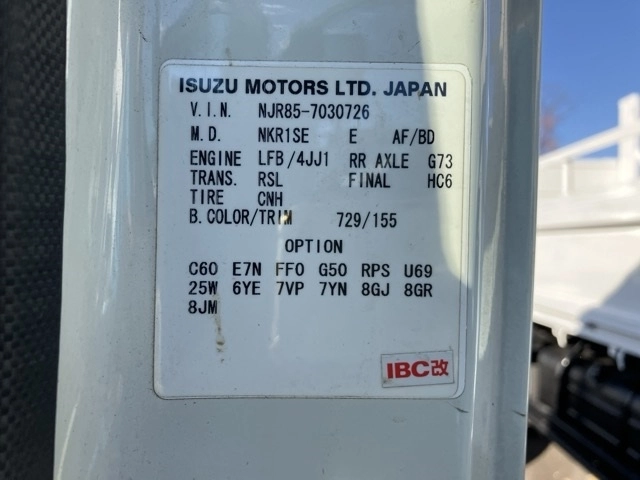 ISUZU MOTORS LTD. JAPAN
V.I.N. NJR85-7030726
M.D. NKR1SE E AF/BD
ENGINE LFB/4JJ1 RR AXLE G73
TRANS. RSL FINAL HC6
TIRE CNH
B.COLOR/TRIM 729/155
OPTION
C60 E7N FF0 G50 RPS U69
25W 6YE 7VP 7YN 8GJ 8GR
8JM
IBC改